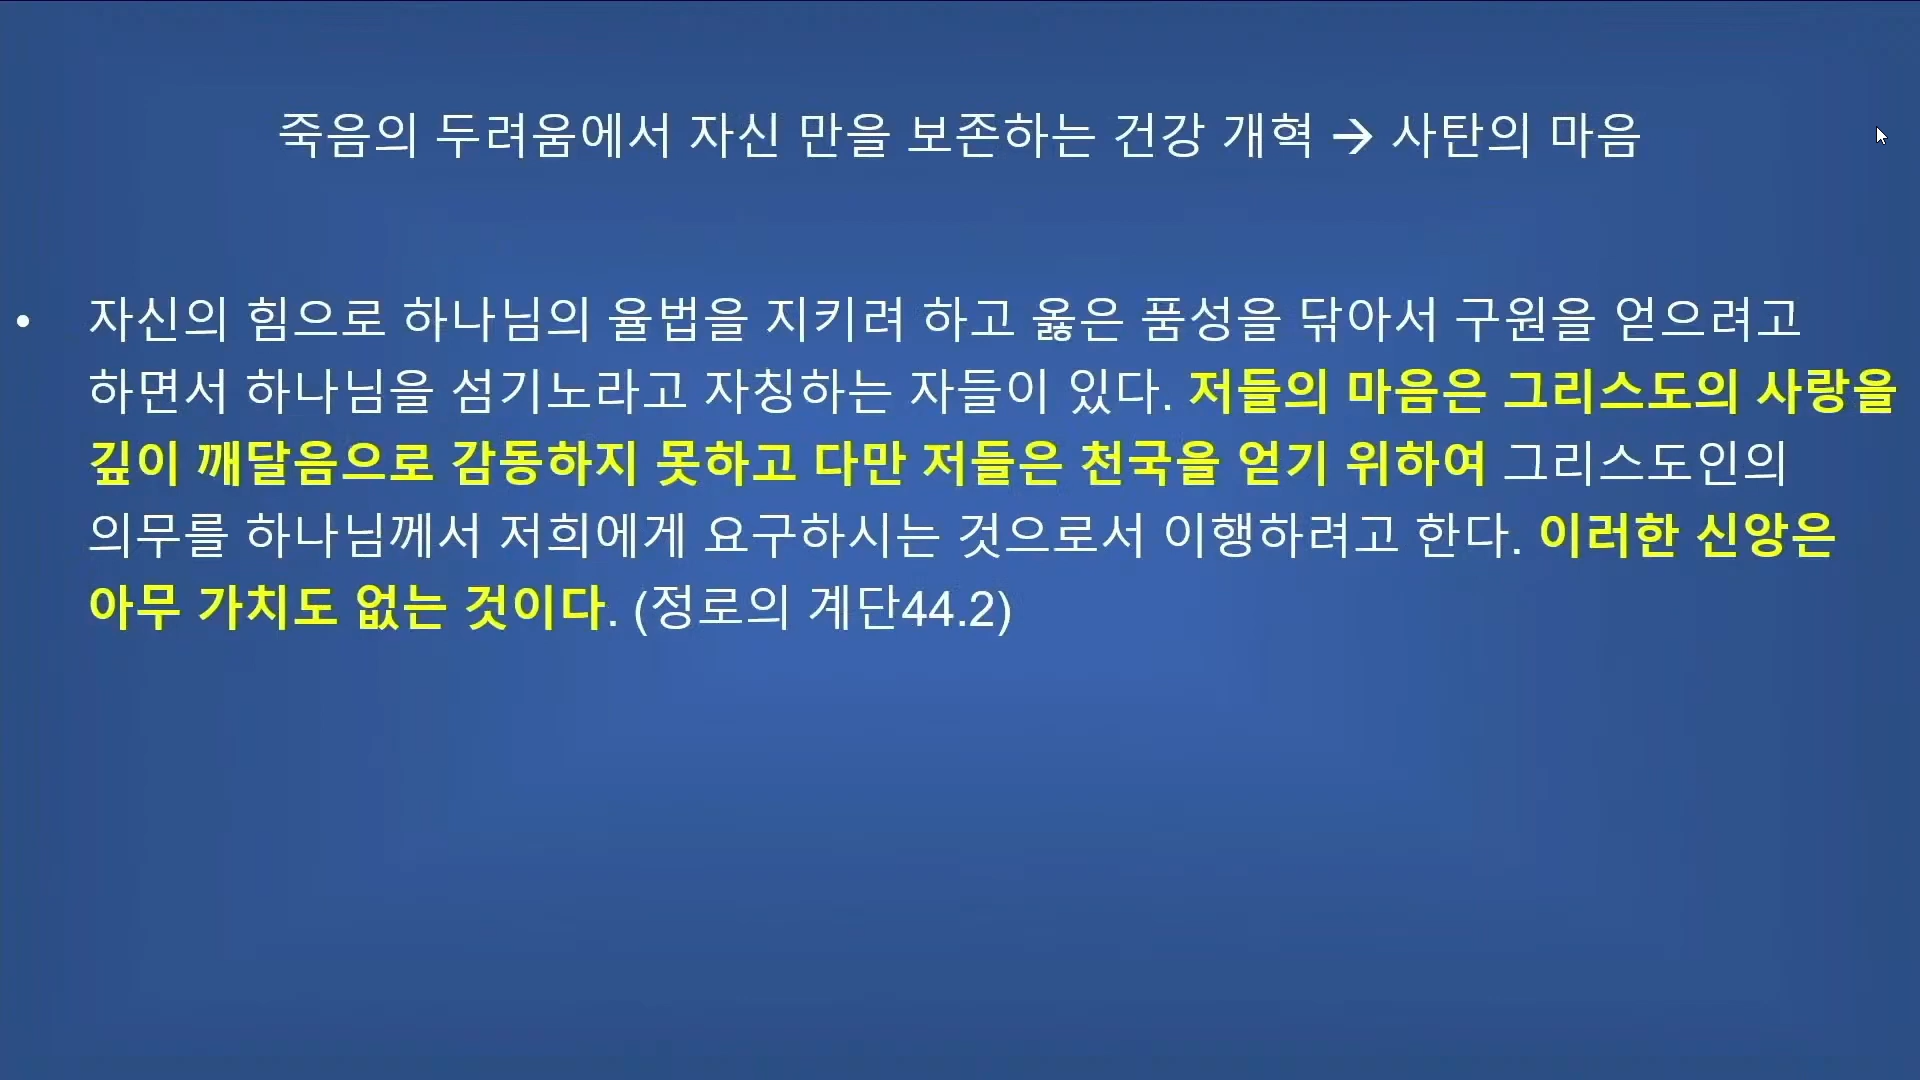 죽음의 두려움에서 자신 만을 보존하는 건강 개혁 → 사탄의 마음
• 자신의 힘으로 하나님의 율법을 지키려 하고 옳은 품성을 닦아서 구원을 얻으려고
하면서 하나님을 섬기노라고 자칭하는 자들이 있다. 저들의 마음은 그리스도의 사랑을
깊이 깨달음으로 감동하지 못하고 다만 저들은 천국을 얻기 위하여 그리스도인의
의무를 하나님께서 저희에게 요구하시는 것으로서 이행하려고 한다. 이러한 신앙은
아무 가치도 없는 것이다. (정로의 계단44.2)